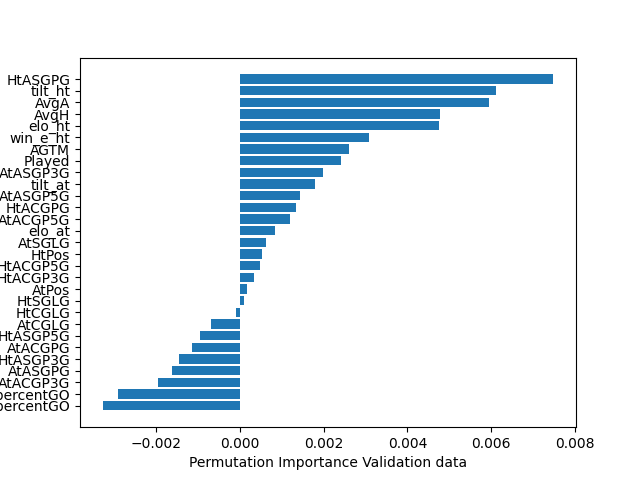 HtASGPG
tilt_ht
AvgA
AvgH
elo_ht
win_e_ht
AGTM
Played
AtASGP3G
tilt_at
AtASGP5G
HtACGPG
AtACGP5G
elo_at
AtSGLG
HtPos
HtACGP5G
HtACGP3G
AtPos
HtSGLG
HtCGLG
AtCGLG
HtASGP5G
AtACGPG
HtASGP3G
AtASGPG
AtACGP3G
percentGO
percentGO
−0.002 0.000 0.002 0.004 0.006 0.008
Permutation Importance Validation data